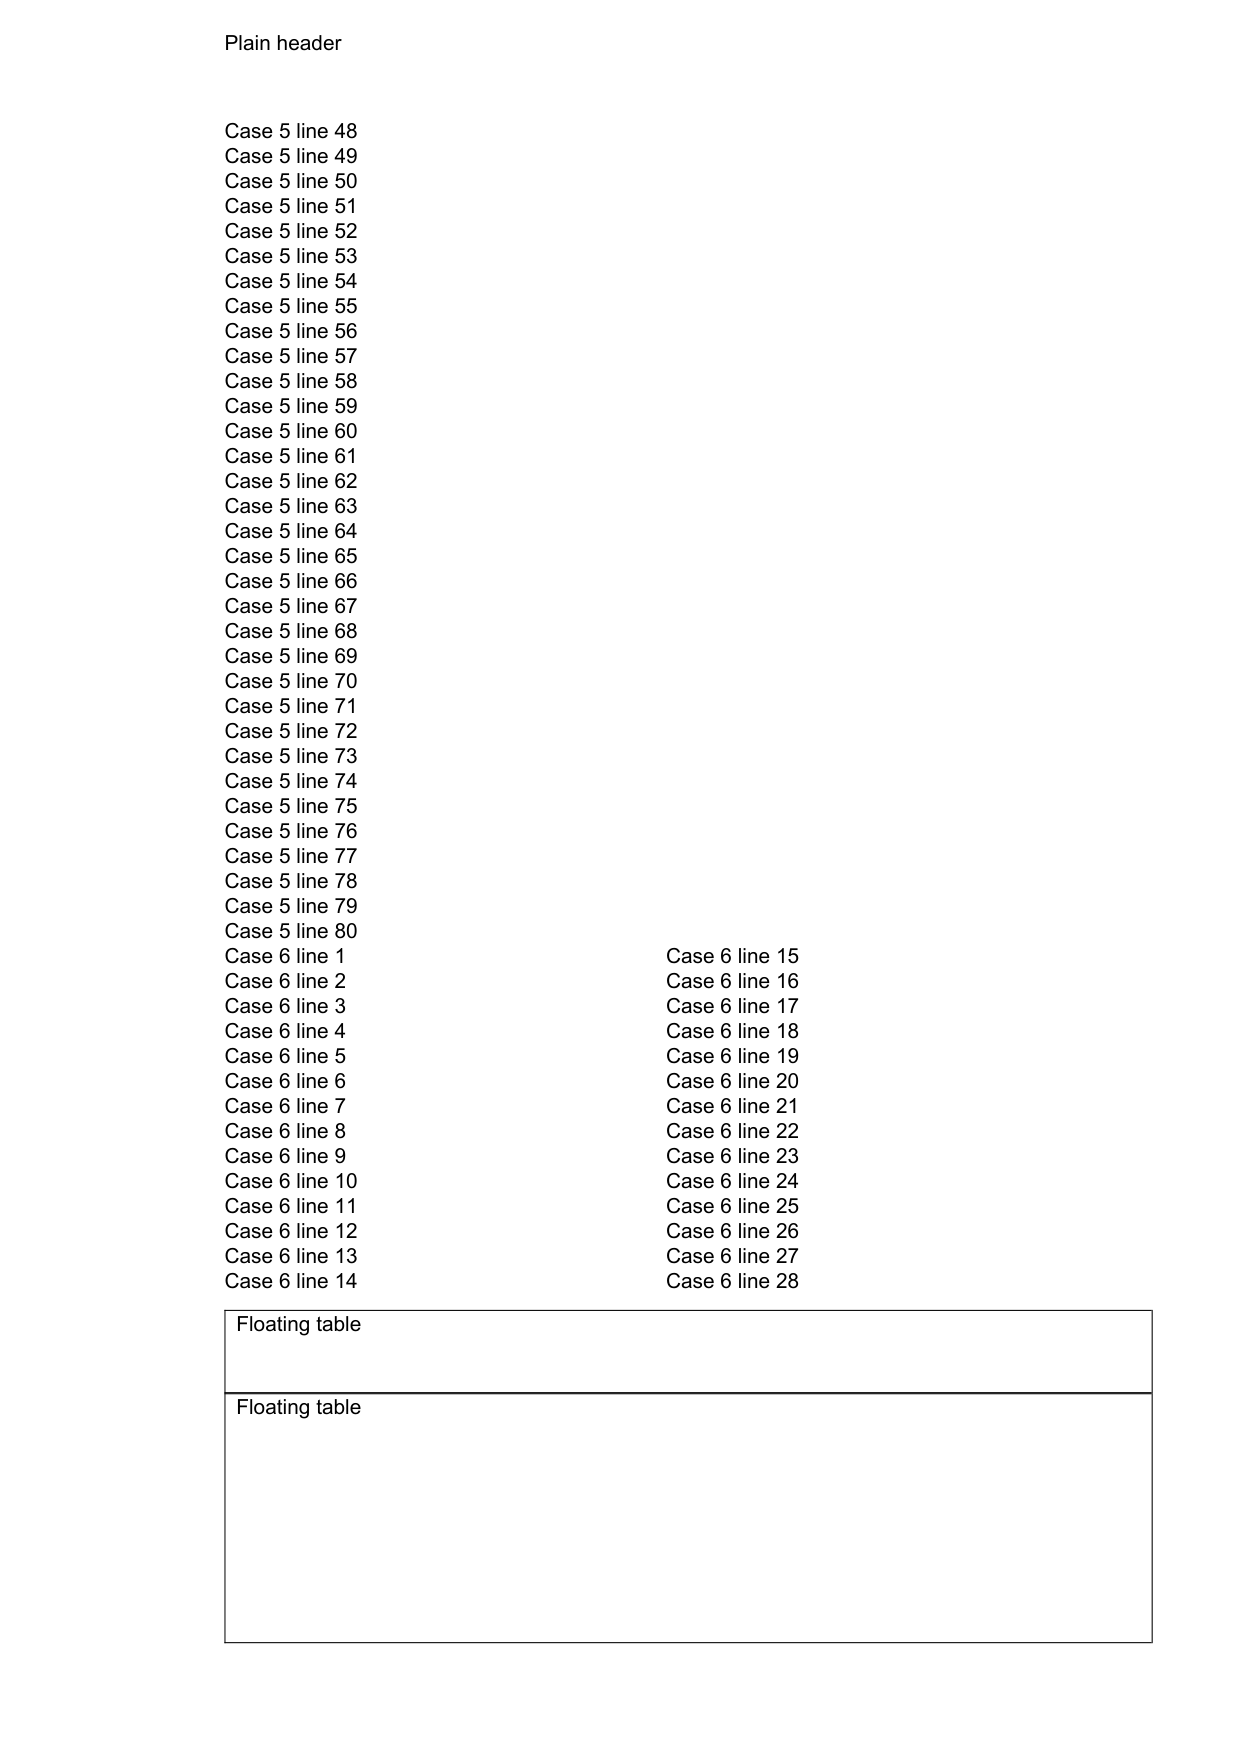 Plain header
Case 5 line 48
Case 5 line 49
Case 5 line 50
Case 5 line 51
Case 5 line 52
Case 5 line 53
Case 5 line 54
Case 5 line 55
Case 5 line 56
Case 5 line 57
Case 5 line 58
Case 5 line 59
Case 5 line 60
Case 5 line 61
Case 5 line 62
Case 5 line 63
Case 5 line 64
Case 5 line 65
Case 5 line 66
Case 5 line 67
Case 5 line 68
Case 5 line 69
Case 5 line 70
Case 5 line 71
Case 5 line 72
Case 5 line 73
Case 5 line 74
Case 5 line 75
Case 5 line 76
Case 5 line 77
Case 5 line 78
Case 5 line 79
Case 5 line 80
Case 6 line 1
Case 6 line 2
Case 6 line 3
Case 6 line 4
Case 6 line 5
Case 6 line 6
Case 6 line 7
Case 6 line 8
Case 6 line 9
Case 6 line 10
Case 6 line 11
Case 6 line 12
Case 6 line 13
Case 6 line 14
Case 6 line 15
Case 6 line 16
Case 6 line 17
Case 6 line 18
Case 6 line 19
Case 6 line 20
Case 6 line 21
Case 6 line 22
Case 6 line 23
Case 6 line 24
Case 6 line 25
Case 6 line 26
Case 6 line 27
Case 6 line 28
Floating table
Floating table